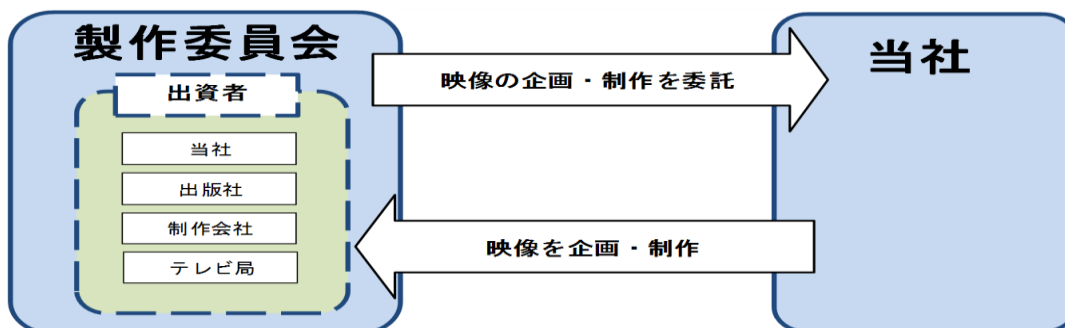 製作委員会
出資者
当社
出版社
制作会社
テレビ局
映像の企画・制作を委託
映像を企画・制作
当社